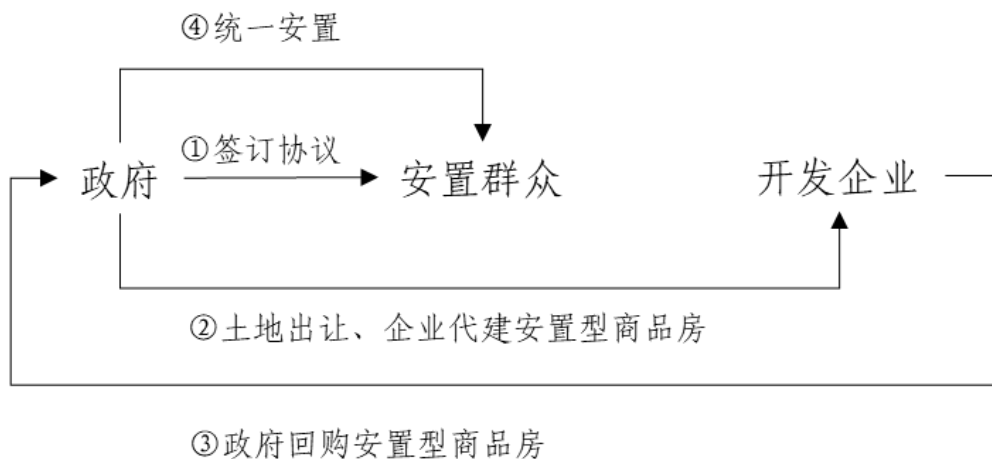 ④统一安置
①签订协议
政府
安置群众
开发企业
②土地出让、企业代建安置型商品房
③政府回购安置型商品房